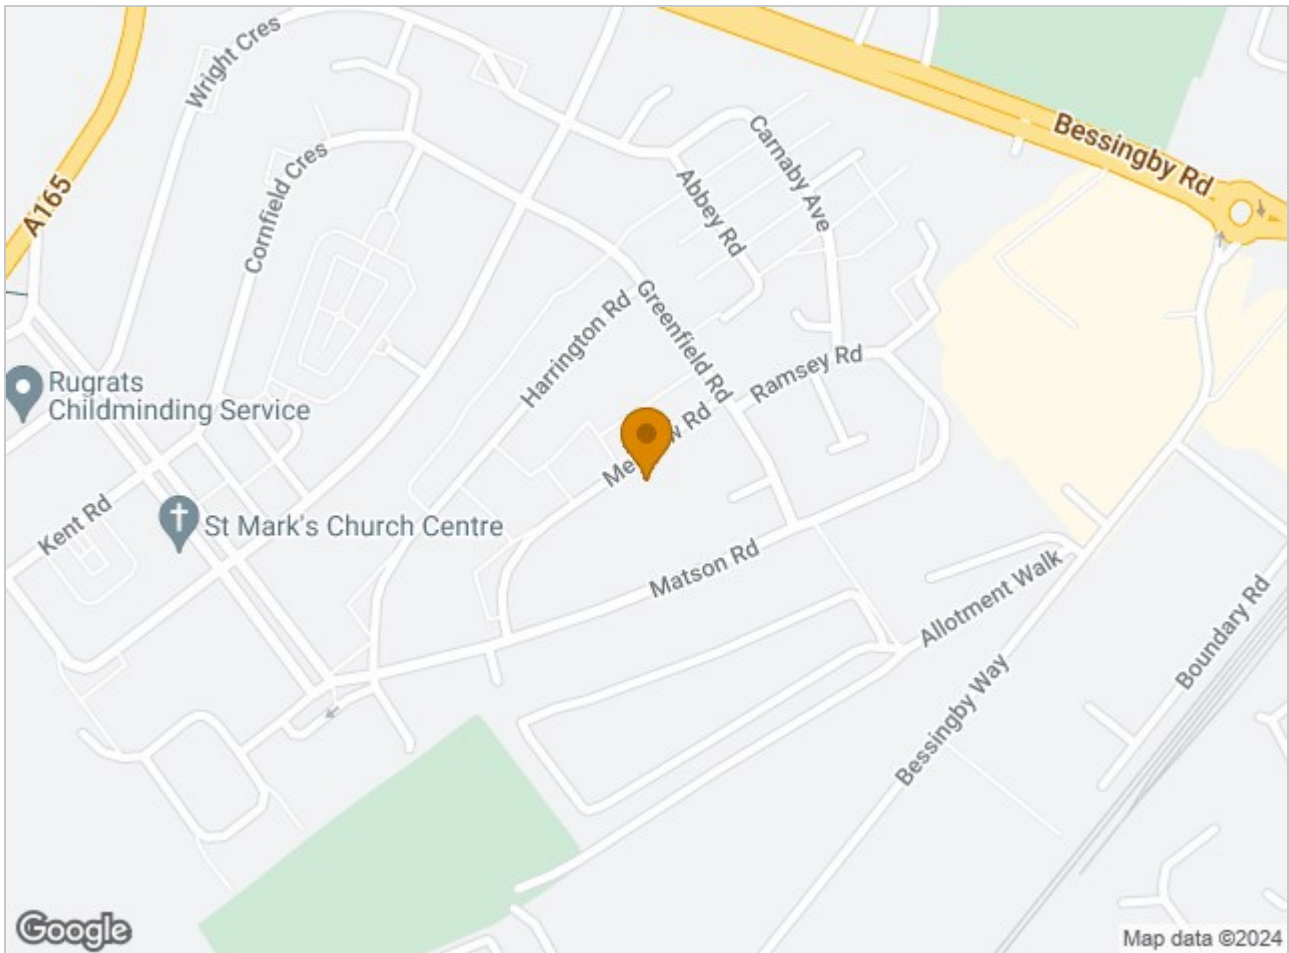 Wright Cres
Bessingby Rd
Carnaby Ave
Cornfield Cres
A165
Abbey Rd
Greenfield Rd
Harrington Rd
Ramsey Rd
Rugrats
Childminding Service
Rd
Kent Rd
St Mark's Church Centre
Matson Rd
Allotment Walk
Boundary Rd
Bessingby Way
Google
Map data ©2024